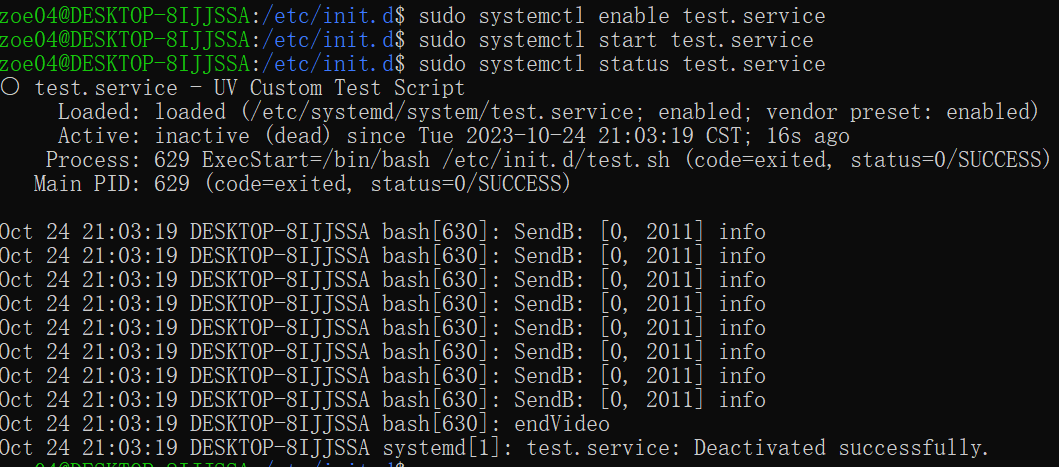 zoe04@DESKTOP-8IJJSSA:/etc/init.d$ sudo systemctl enable test.service
zoe04@DESKTOP-8IJJSSA:/etc/init.d$ sudo systemctl start test.service
zoe04@DESKTOP-8IJJSSA:/etc/init.d$ sudo systemctl status test.service
○ test.service - UV Custom Test Script
Loaded: loaded (/etc/systemd/system/test.service; enabled; vendor preset: enabled)
Active: inactive (dead) since Tue 2023-10-24 21:03:19 CST; 16s ago
Process: 629 ExecStart=/bin/bash /etc/init.d/test.sh (code=exited, status=0/SUCCESS)
Main PID: 629 (code=exited, status=0/SUCCESS)
Oct 24 21:03:19 DESKTOP-8IJJSSA bash[630]: SendB: [0, 2011] info
Oct 24 21:03:19 DESKTOP-8IJJSSA bash[630]: SendB: [0, 2011] info
Oct 24 21:03:19 DESKTOP-8IJJSSA bash[630]: SendB: [0, 2011] info
Oct 24 21:03:19 DESKTOP-8IJJSSA bash[630]: SendB: [0, 2011] info
Oct 24 21:03:19 DESKTOP-8IJJSSA bash[630]: SendB: [0, 2011] info
Oct 24 21:03:19 DESKTOP-8IJJSSA bash[630]: SendB: [0, 2011] info
Oct 24 21:03:19 DESKTOP-8IJJSSA bash[630]: SendB: [0, 2011] info
Oct 24 21:03:19 DESKTOP-8IJJSSA bash[630]: SendB: [0, 2011] info
Oct 24 21:03:19 DESKTOP-8IJJSSA bash[630]: endVideo
Oct 24 21:03:19 DESKTOP-8IJJSSA systemd[1]: test.service: Deactivated successfully.
zoe04@DESKTOP-8IJJSSA:/etc/init.d$